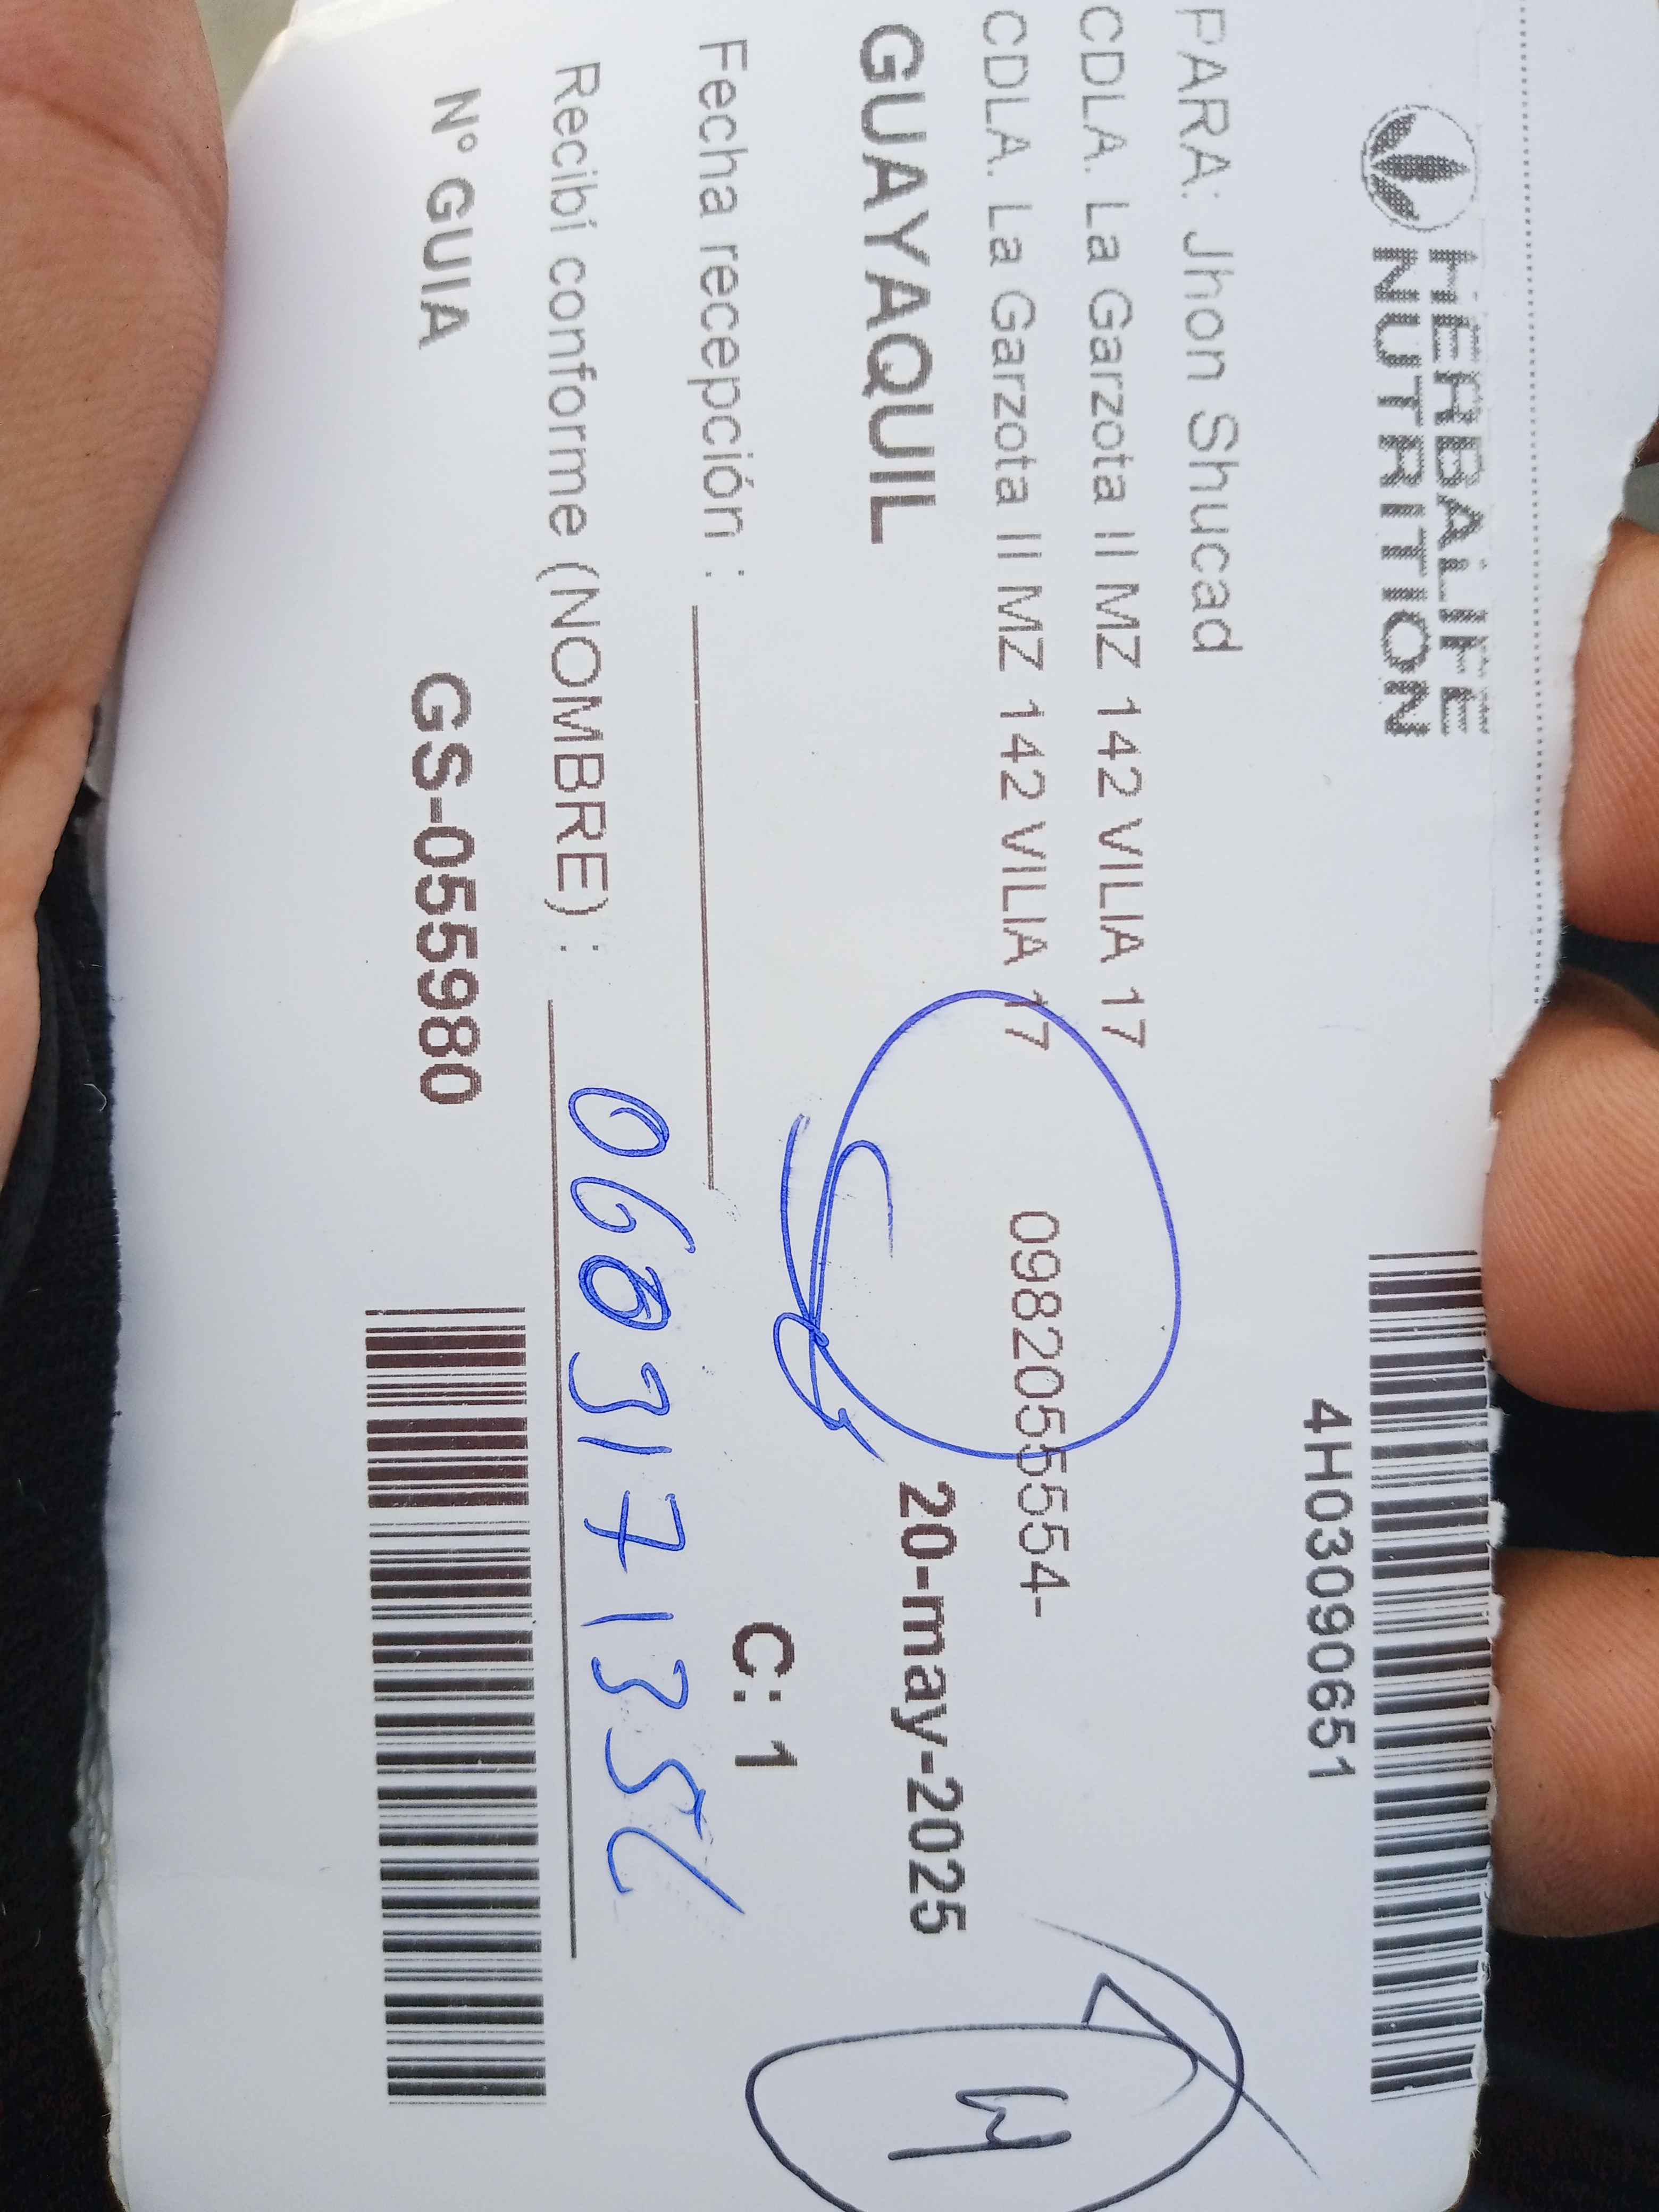 HERBALIFE
NUTRITION
4H03090651
PARA: Jhon Shucad
CDLA. La Garzota II MZ 142 VILIA 17
CDLA. La Garzota II MZ 142 VILIA 17 0982055554-
GUAYAQUIL 20-may-2025
Fecha recepción : C: 1
Recibí conforme (NOMBRE) :
N° GUIA GS-055980